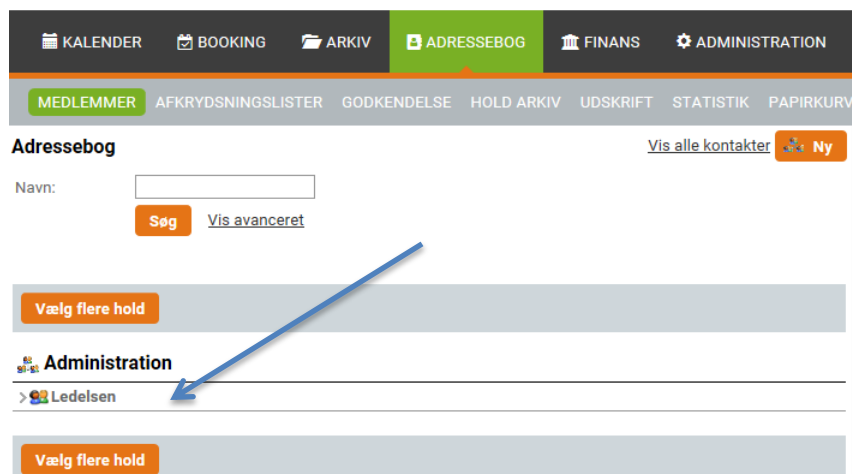 KALENDER BOOKING ARKIV ADRESSEBOG FINANS ADMINISTRATION
MEDLEMMER AFKRYDSNINGSLISTER GODKENDELSE HOLD ARKIV UDSKRIFT STATISTIK PAPIRKURV
Adressebog Vis alle kontakter Ny
Navn:
Søg Vis avanceret
Vælg flere hold
Administration
Ledelsen
Vælg flere hold